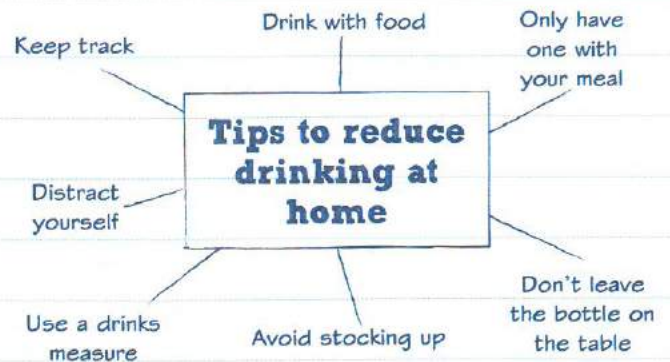 Tips to reduce
drinking at
home
Drink with food
Only have
one with
your meal
Don't leave
the bottle on
the table
Avoid stocking up
Use a drinks
measure
Distract
yourself
Keep track